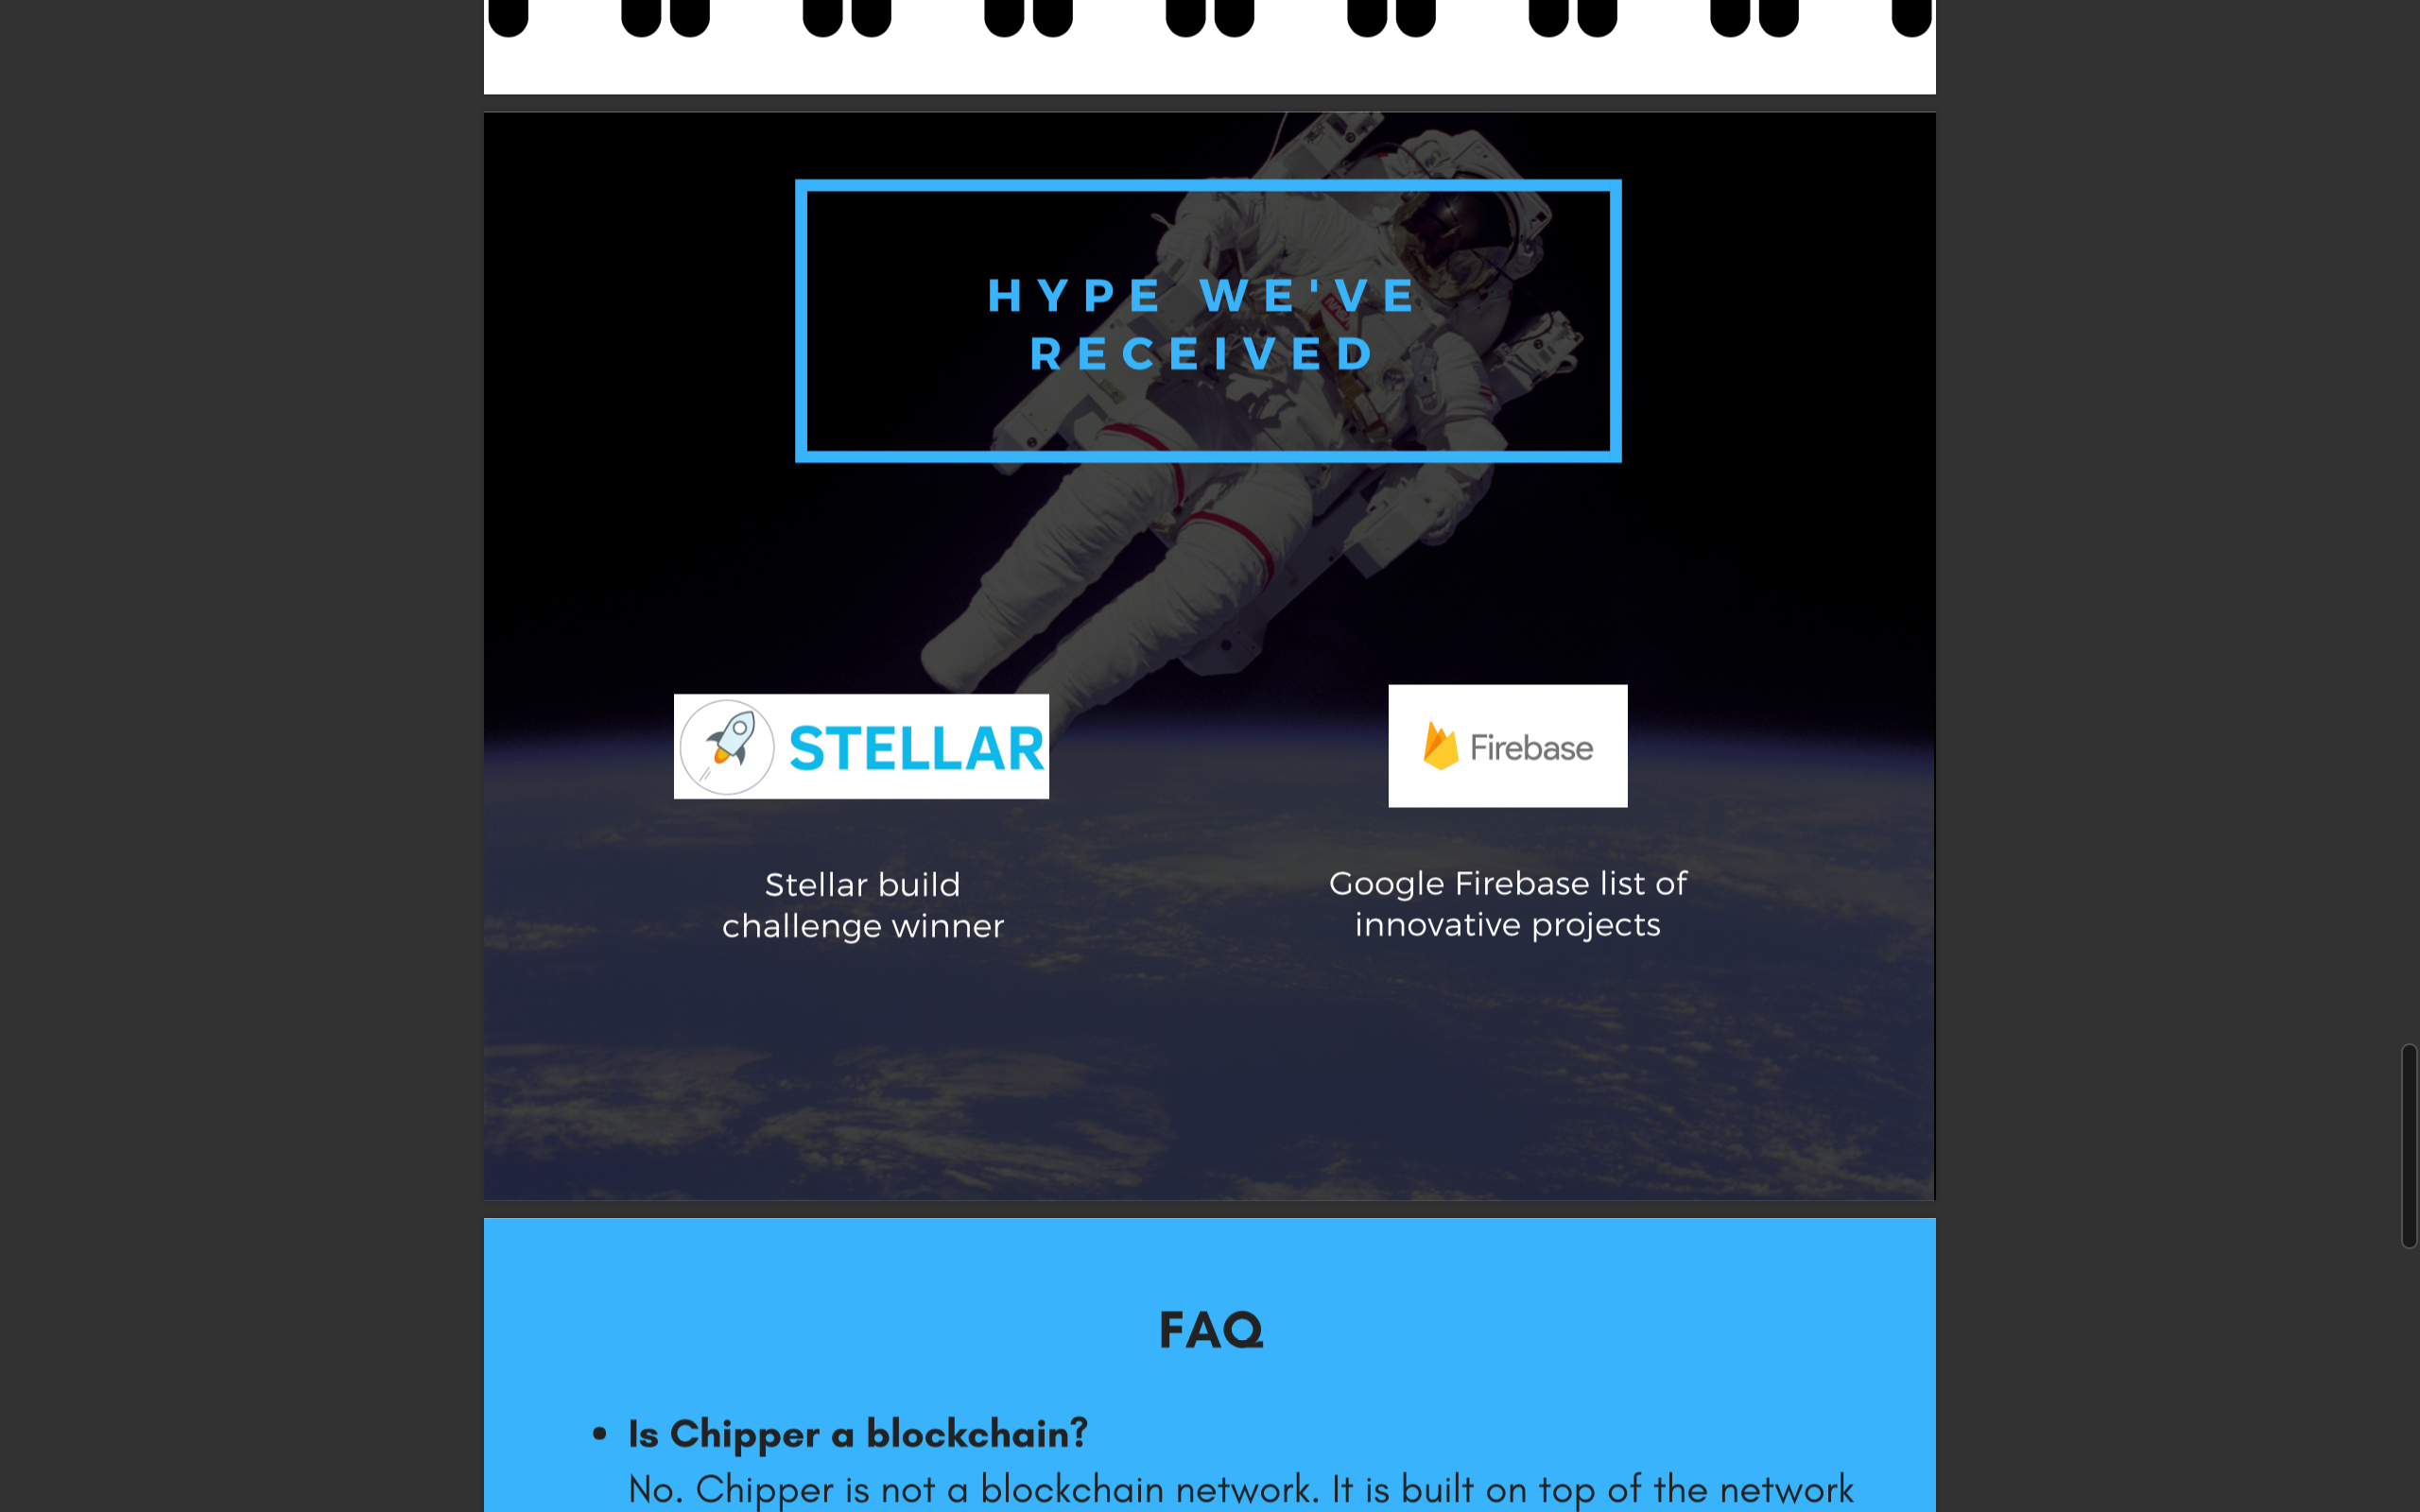 HYPE WE'VE
RECEIVED
STELLAR
Firebase
Stellar build
challenge winner
Google Firebase list of
innovative projects
FAQ
• Is Chipper a blockchain?
No. Chipper is not a blockchain network. It is built on top of the network